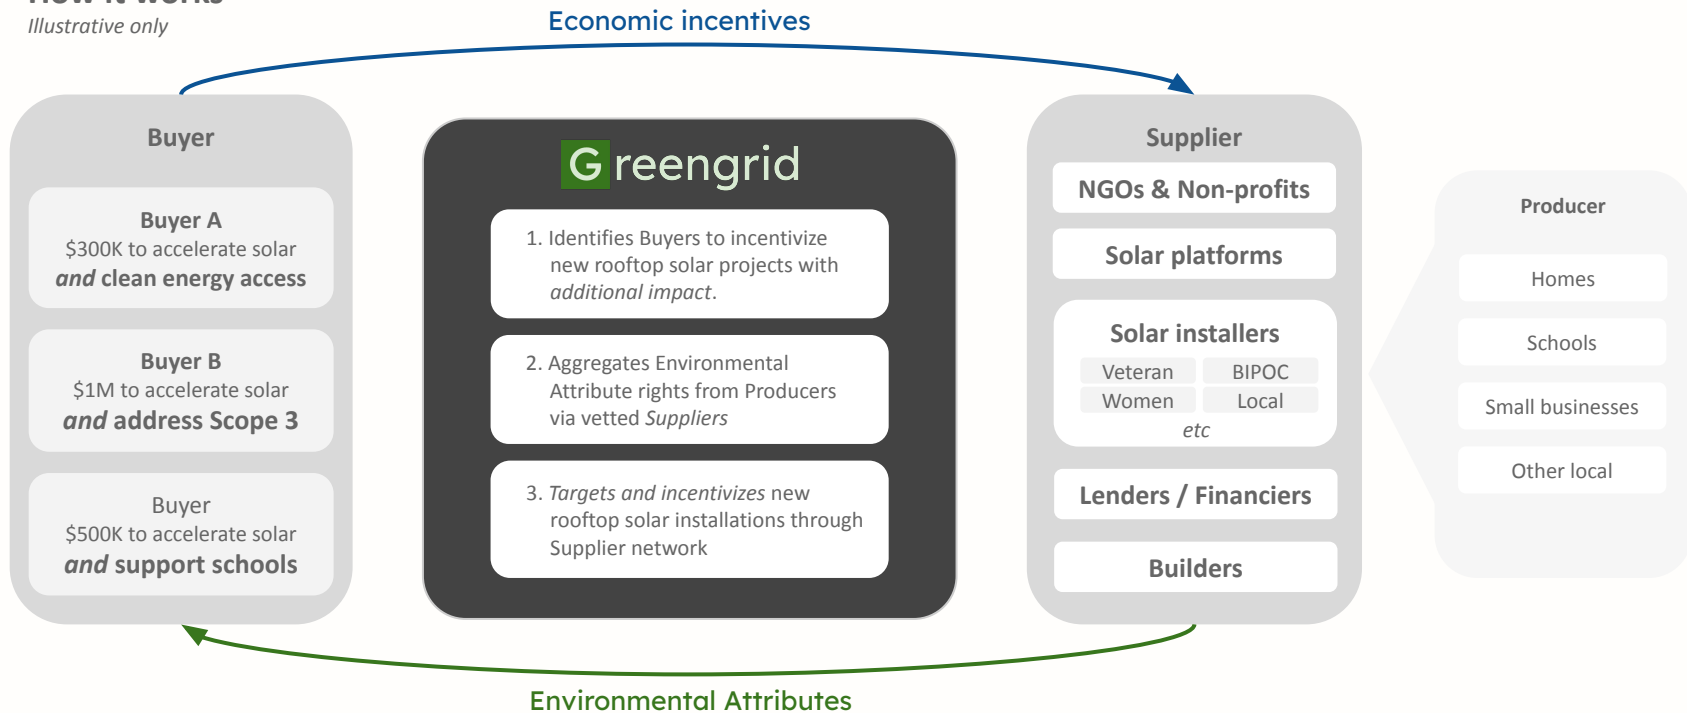 How it works
Illustrative only
Economic incentives
Buyer
Buyer A
$300K to accelerate solar
and clean energy access
Buyer B
$1M to accelerate solar
and address Scope 3
Buyer
$500K to accelerate solar
and support schools
Greengrid
1. Identifies Buyers to incentivize
new rooftop solar projects with
additional impact.
2. Aggregates Environmental
Attribute rights from Producers
via vetted Suppliers
3. Targets and incentivizes new
rooftop solar installations through
Supplier network
Supplier
NGOs & Non-profits
Solar platforms
Solar installers
Veteran BIPOC
Women Local
etc
Lenders / Financiers
Builders
Producer
Homes
Schools
Small businesses
Other local
Environmental Attributes